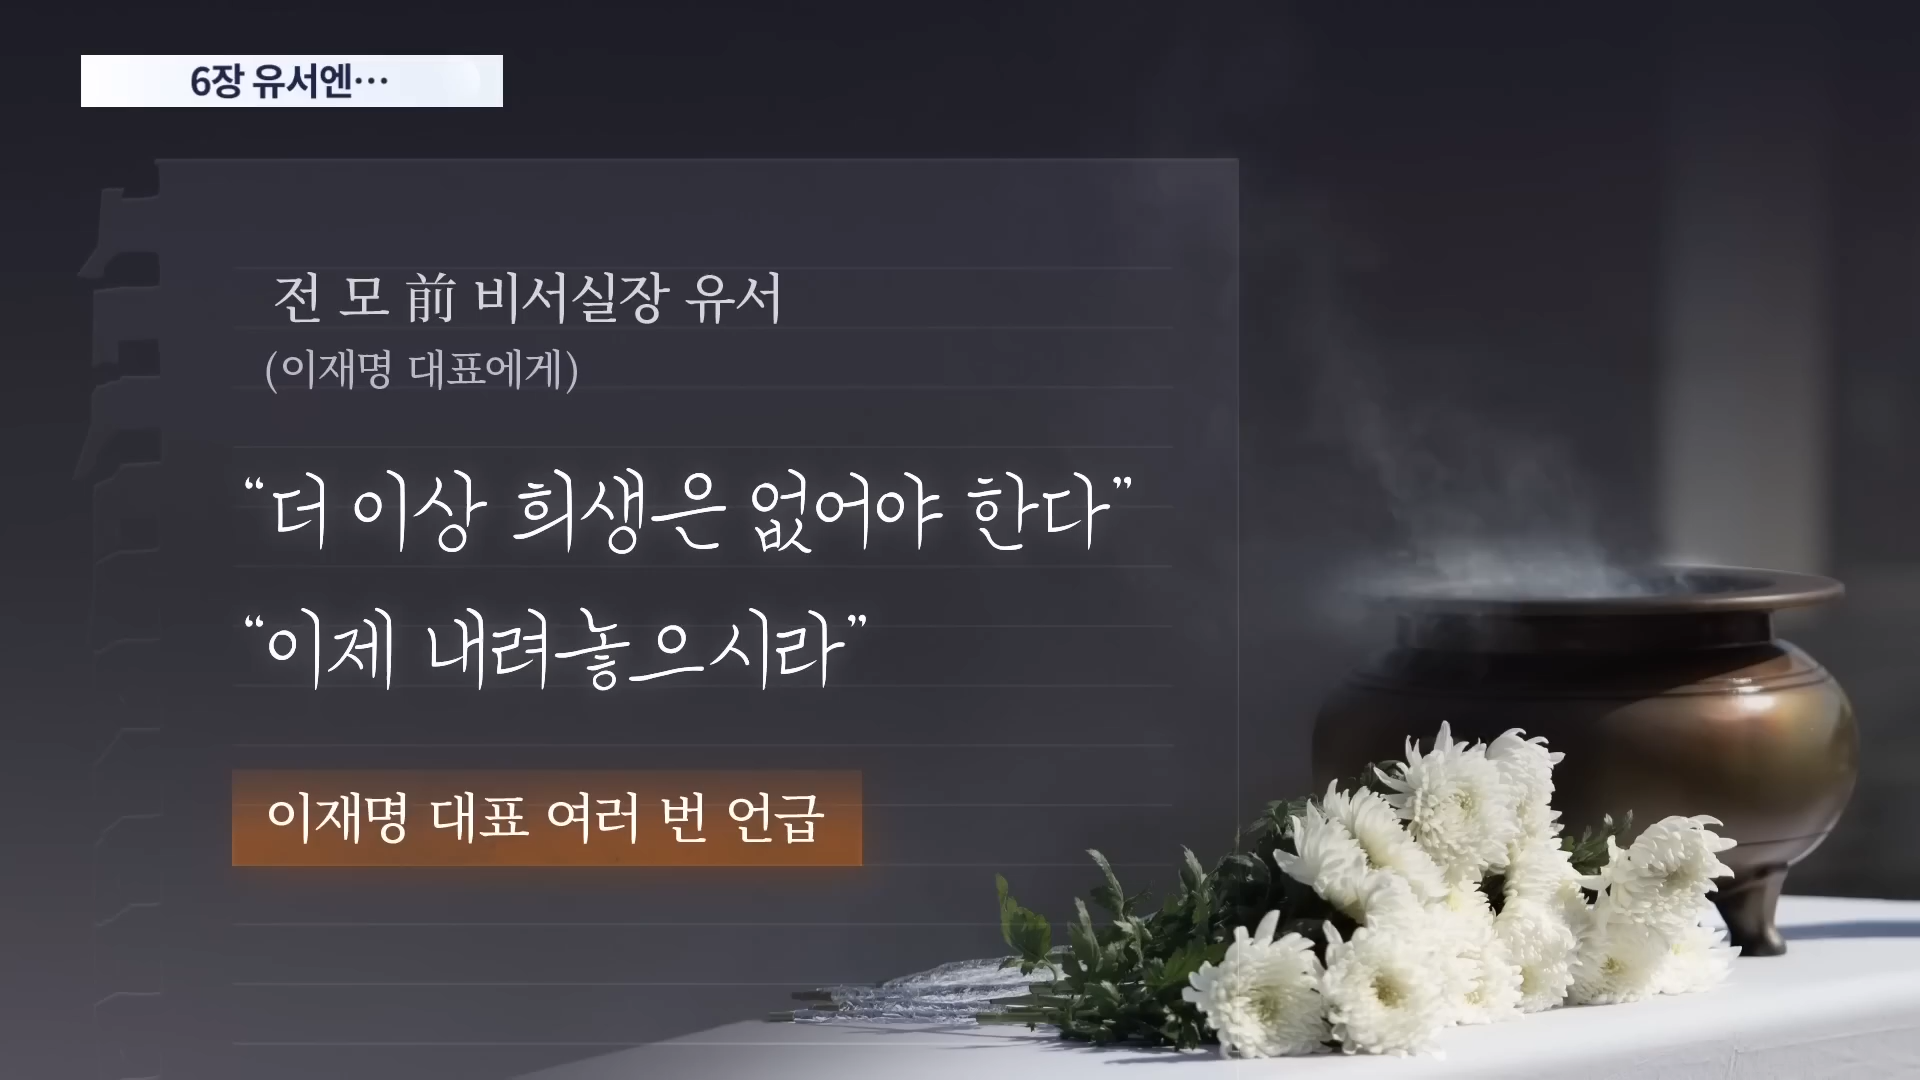 6장 유서엔…
전 모 前 비서실장 유서
(이재명 대표에게)
“더 이상 희생은 없어야 한다”
“이제 내려놓으시라”
이재명 대표 여러 번 언급